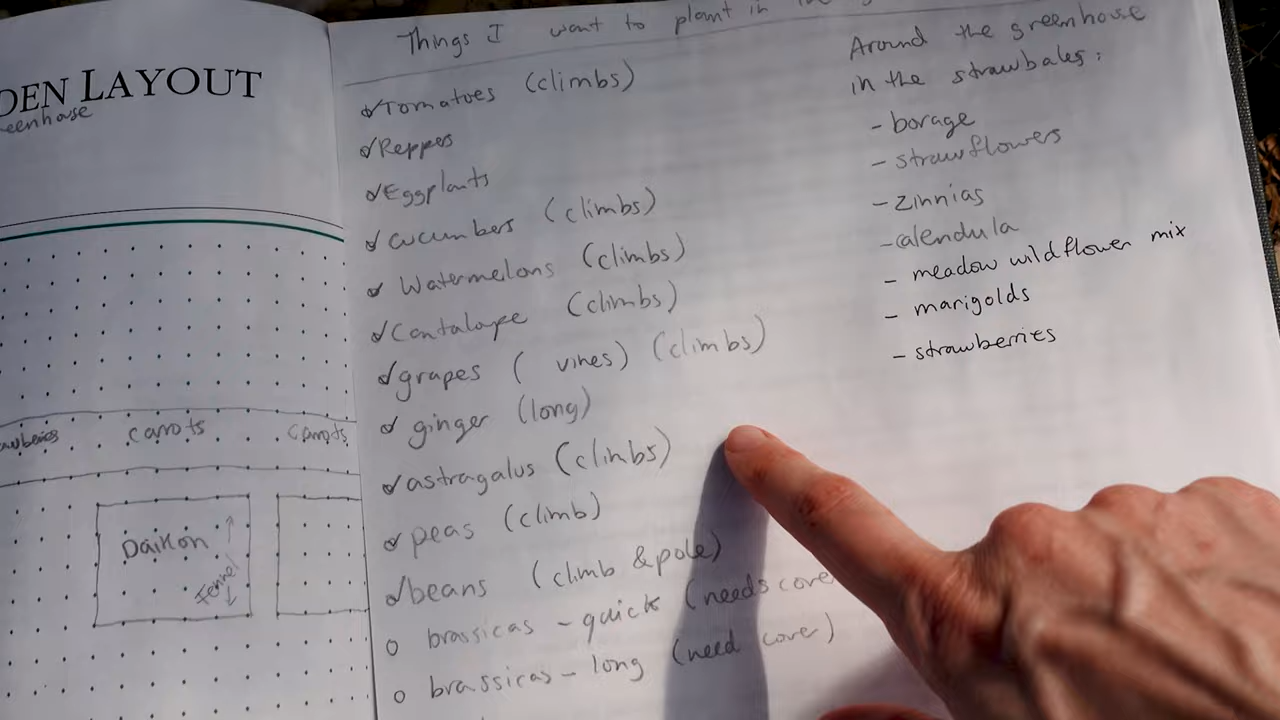 DEN LAYOUT
eenhouse
carrots
carrots
Daikon
Fennel
Things I want to plant in
Tomatoes (climbs)
Peppers
Eggplants
cucumbers (climbs)
Watermelons (climbs)
Cantalope (climbs)
grapes ( vines) (climbs)
ginger (long)
astragalus (climbs)
peas (climb)
beans (climb & pole)
brassicas - quick (needs cove
brassicas - long (need cover)
Around the greenhouse
in the strawbales:
- borage
- strawflowers
- zinnias
- calendula
- meadow wildflower mix
- marigolds
- strawberries